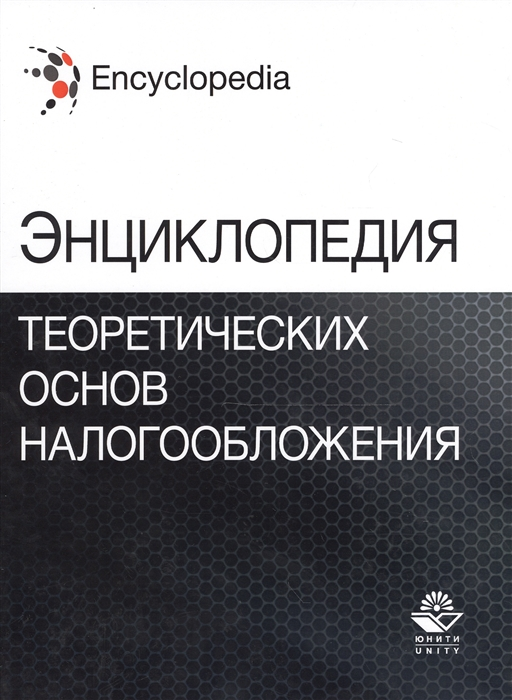 Encyclopedia
ЭНЦИКЛОПЕДИЯ
ТЕОРЕТИЧЕСКИХ
ОСНОВ
НАЛОГООБЛОЖЕНИЯ
ЮНИТИ
UNITY